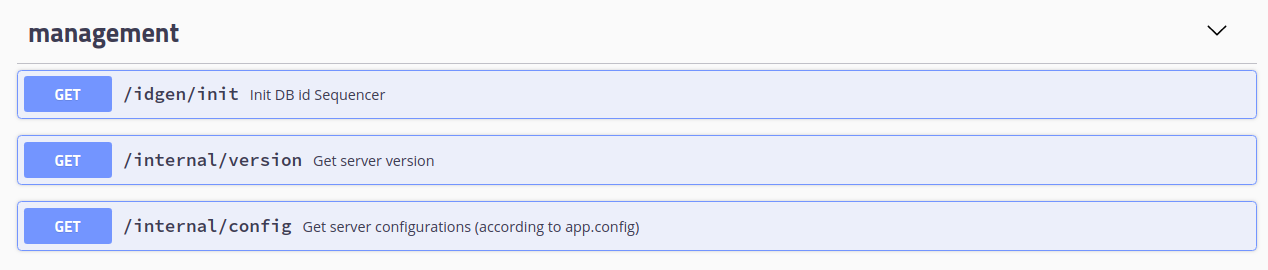 management
GET /idgen/init Init DB id Sequencer
GET /internal/version Get server version
GET /internal/config Get server configurations (according to app.config)